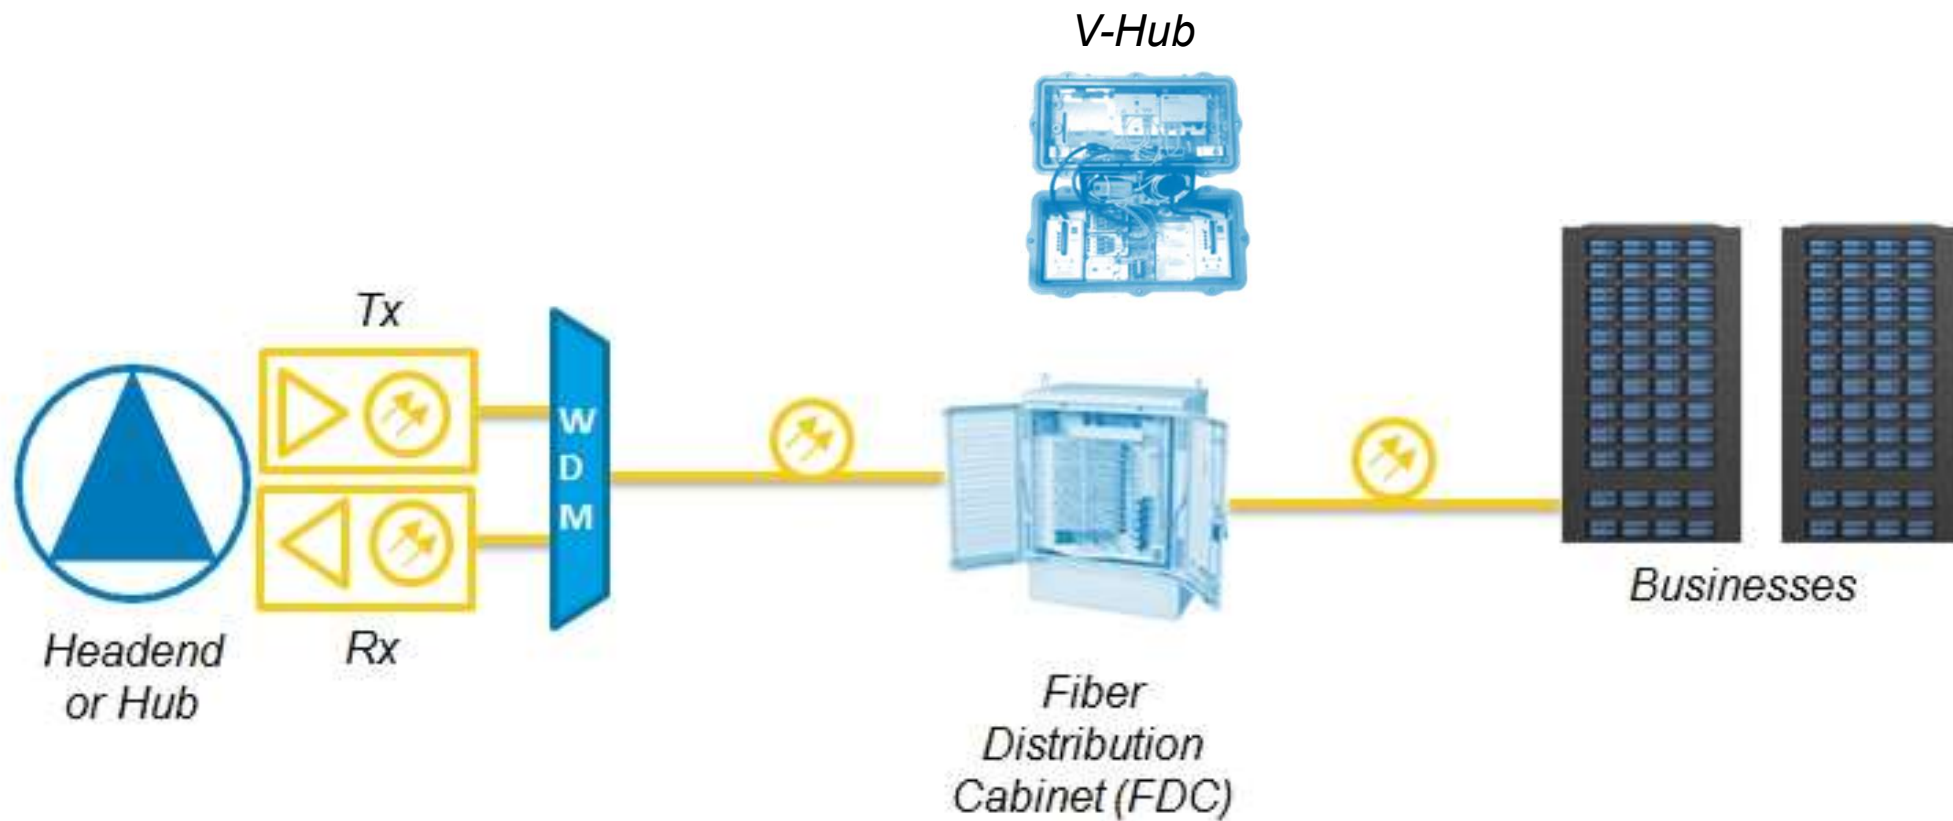 V-Hub
Tx
W
D
M
Businesses
Headend
or Hub
Rx
Fiber
Distribution
Cabinet (FDC)